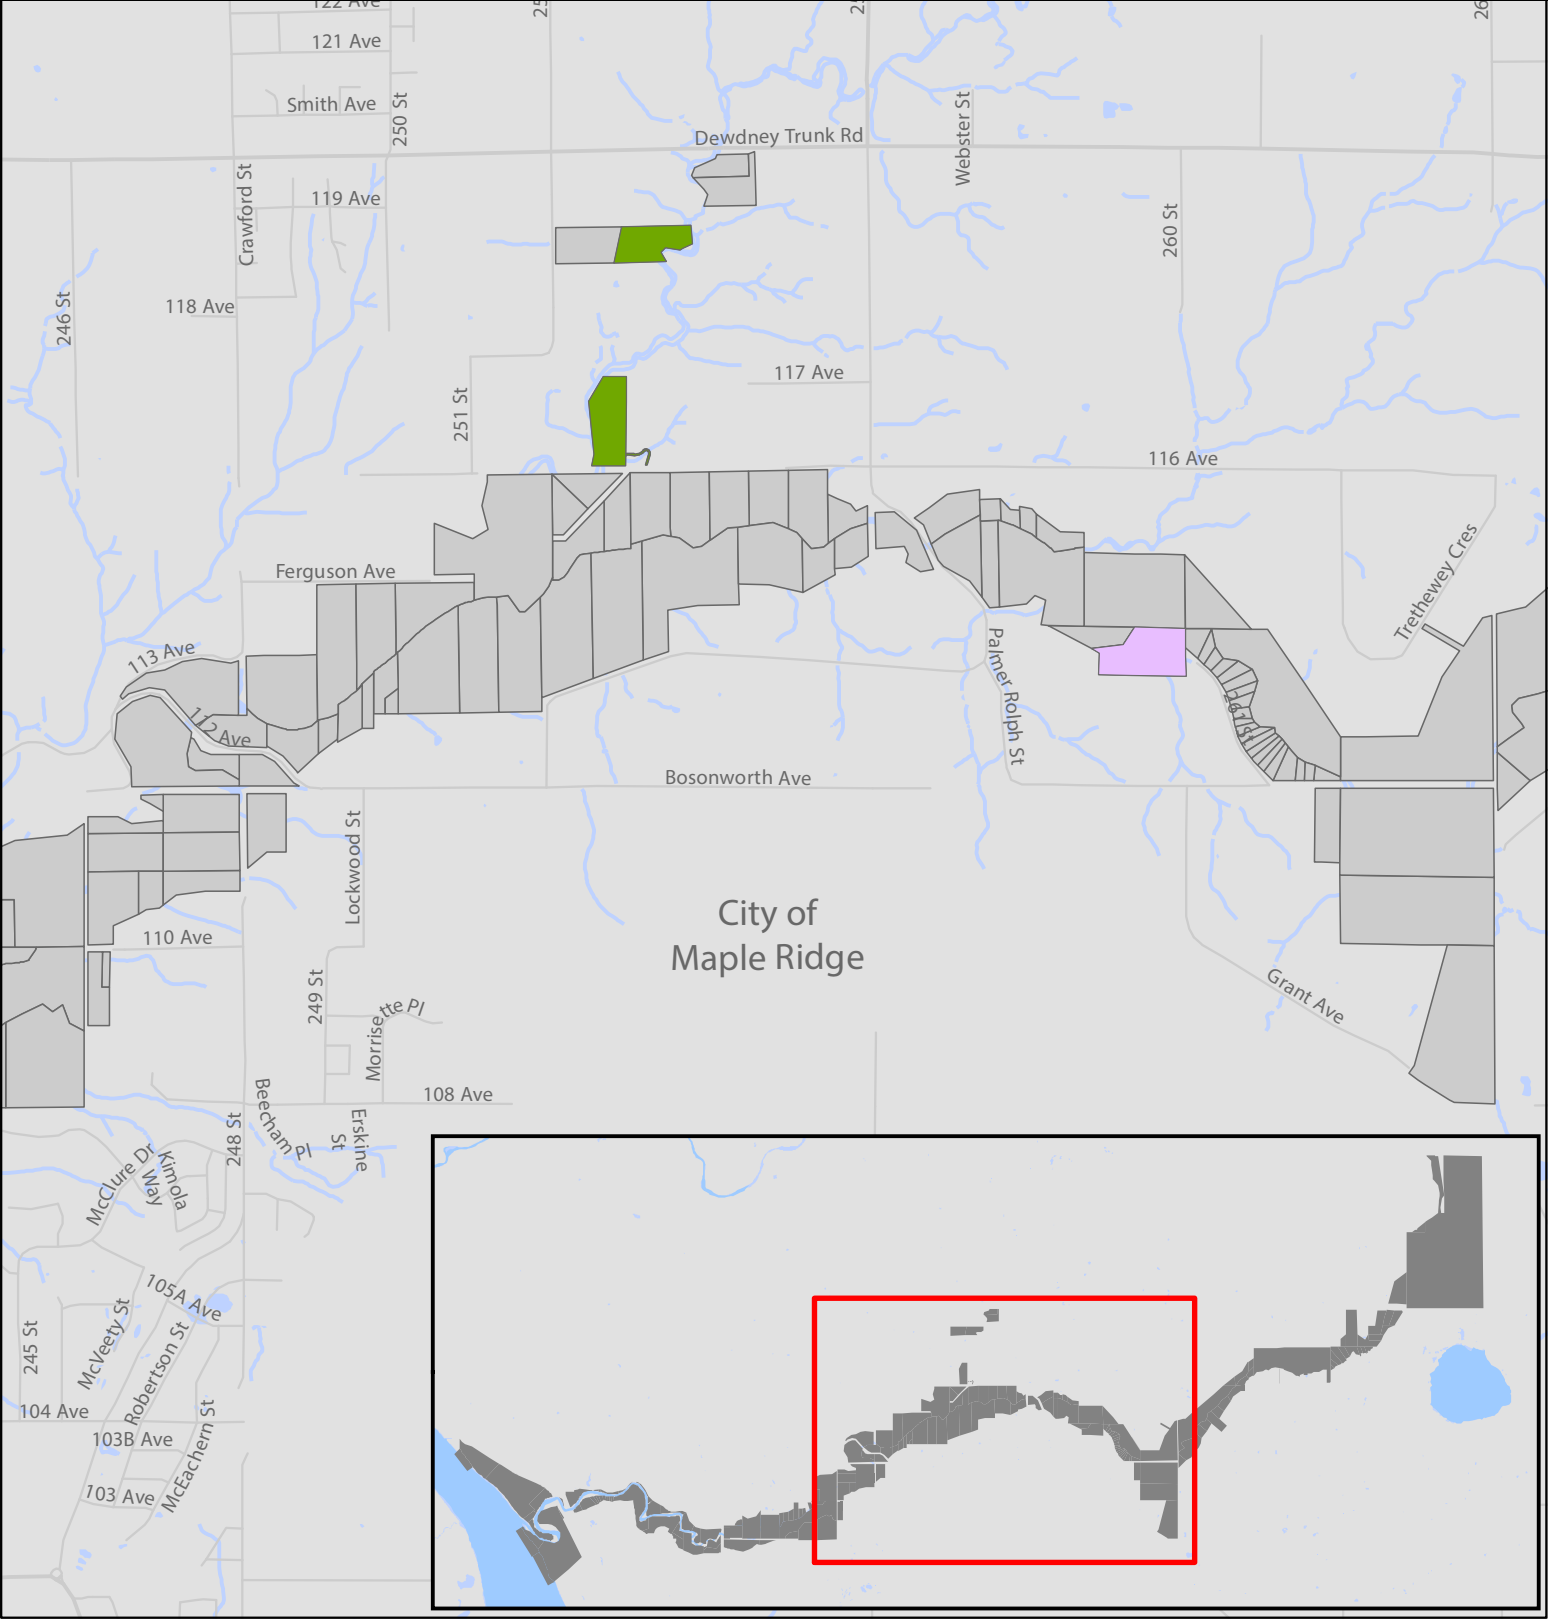 122 Ave
121 Ave
Smith Ave
250 St
Dewdney Trunk Rd
Webster St
Crawford St
119 Ave
260 St
118 Ave
246 St
117 Ave
251 St
116 Ave
Ferguson Ave
Trethewey Cres
113 Ave
112 Ave
Palmer Rolph St
261 St
Bosonworth Ave
Lockwood St
City of
Maple Ridge
110 Ave
249 St
Grant Ave
Morrisette Pl
108 Ave
Beecham Pl
Erskine
St
248 St
McClure Dr
Kimola
Way
105A Ave
McVeety St
245 St
Robertson St
104 Ave
103B Ave
McEachern St
103 Ave